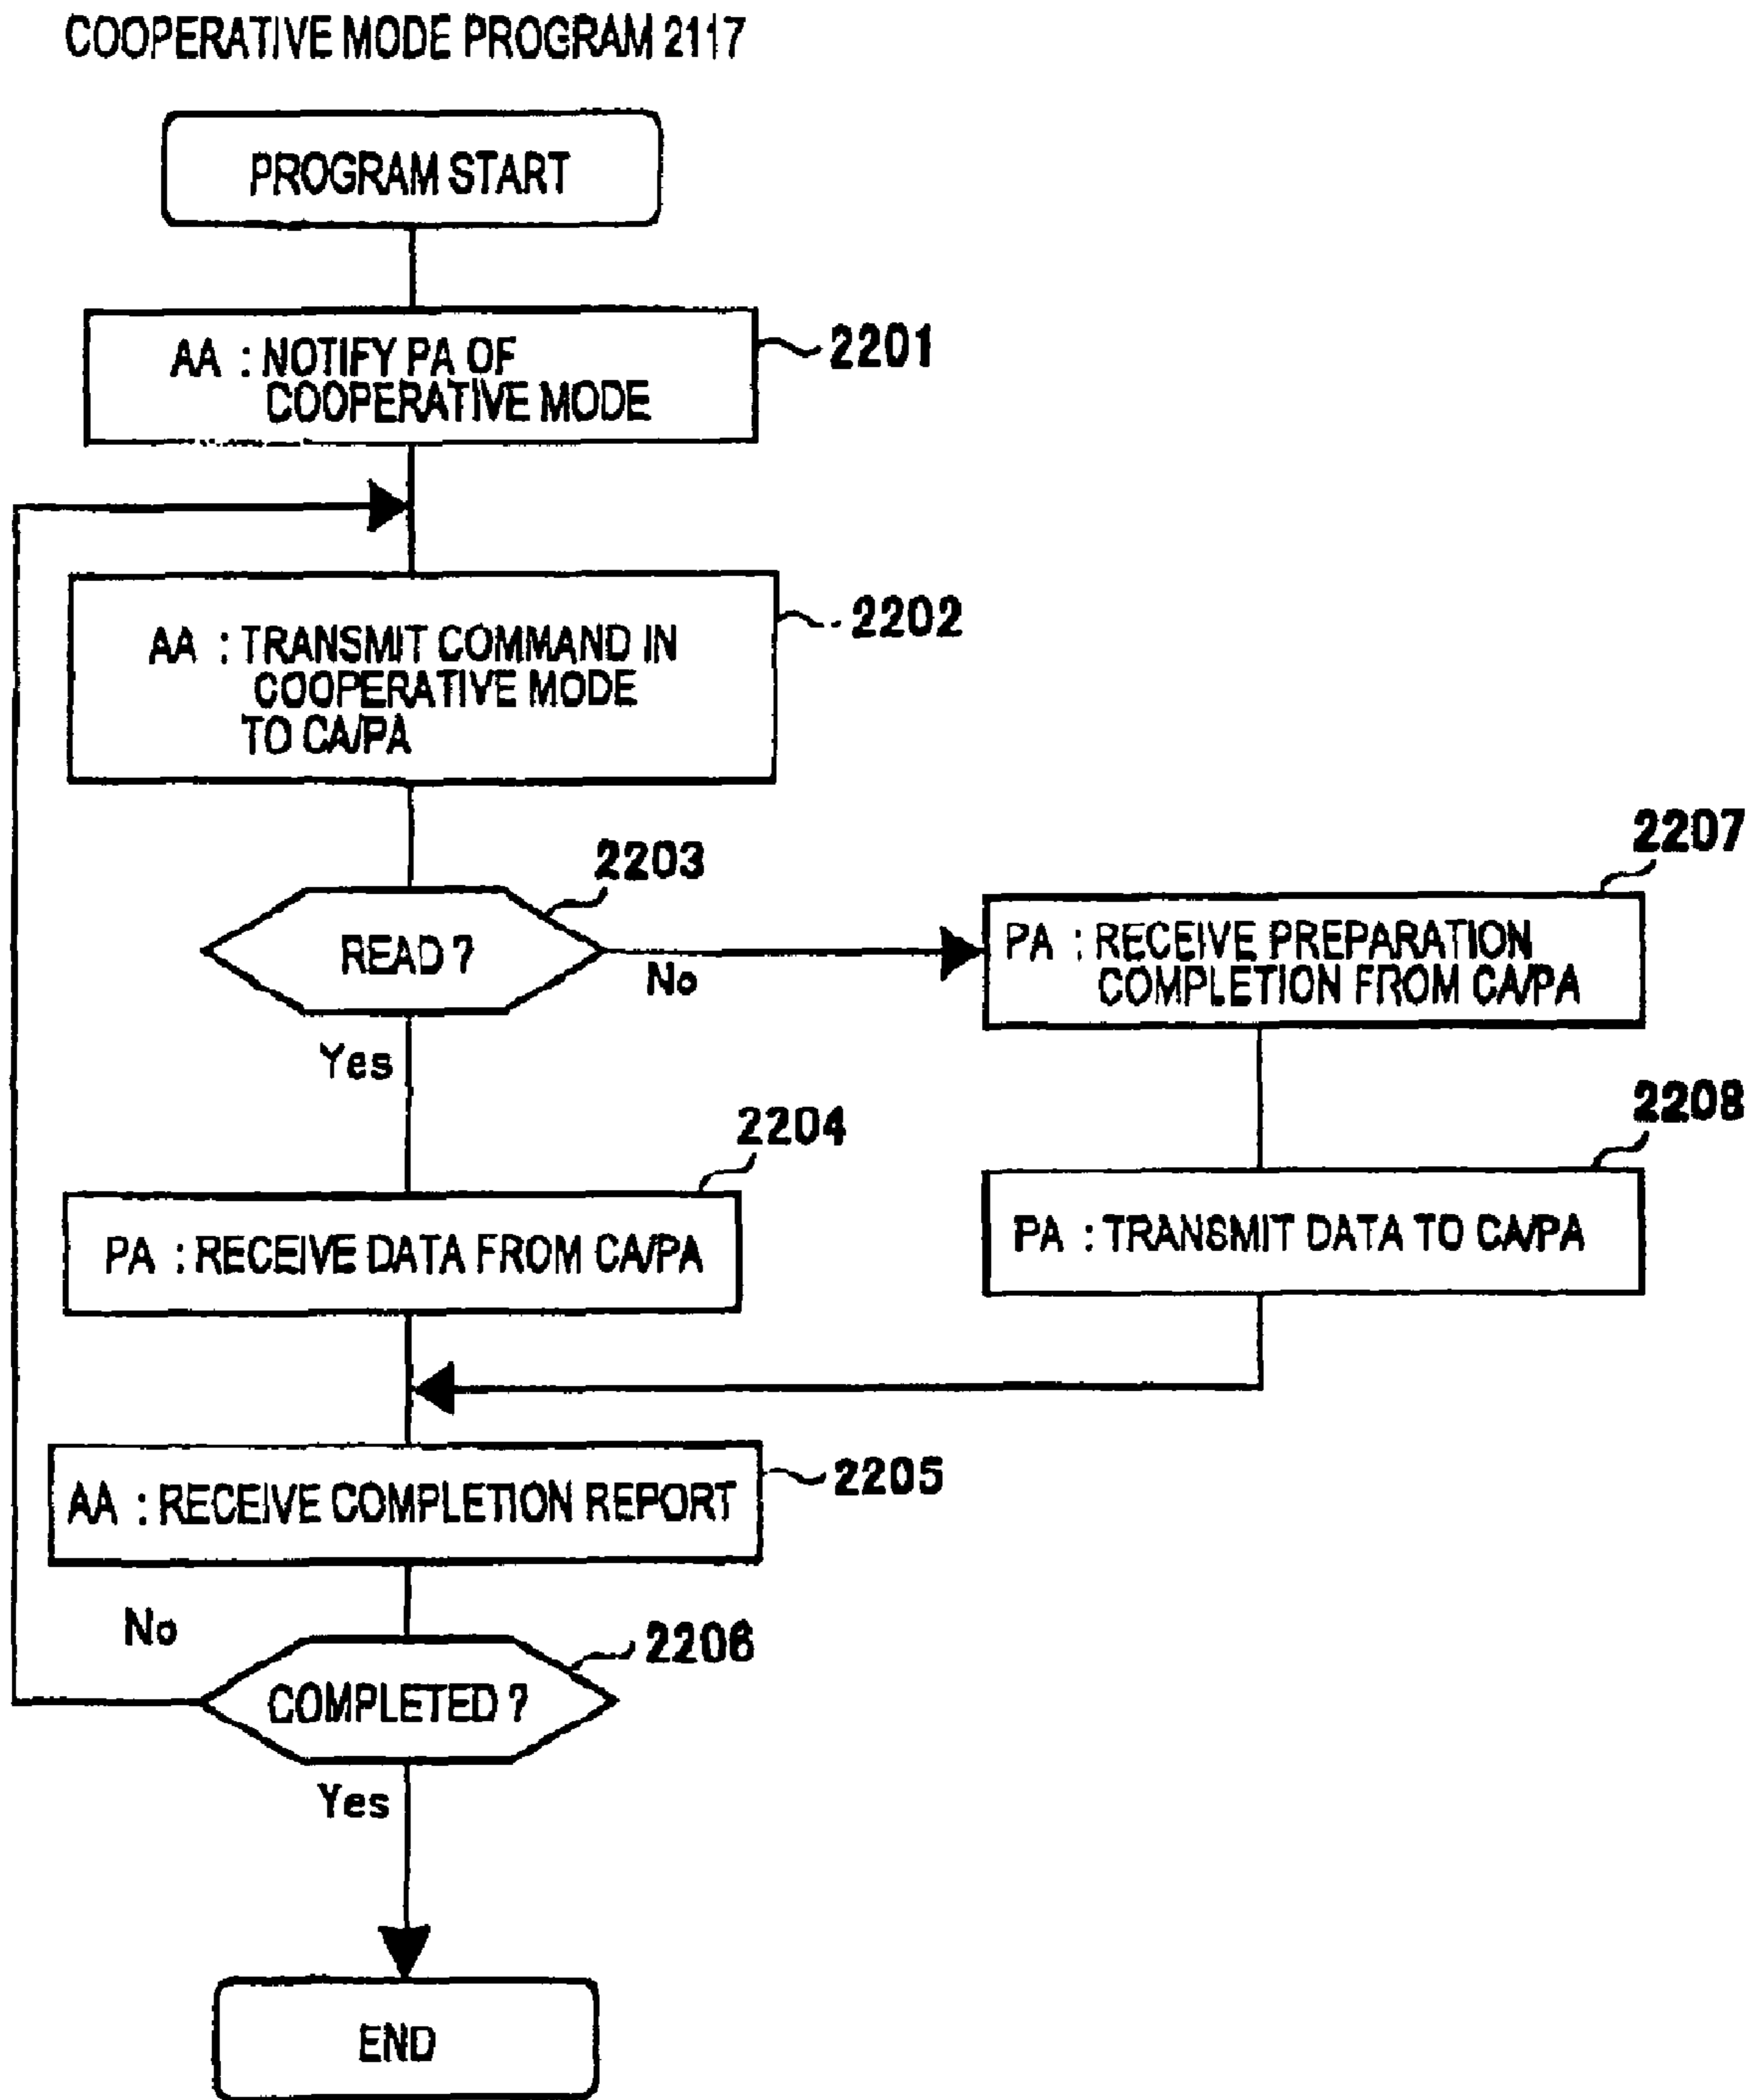 COOPERATIVE MODE PROGRAM 2117
PROGRAM START
AA : NOTIFY PA OF
COOPERATIVE MODE
2201
AA : TRANSMIT COMMAND IN
COOPERATIVE MODE
TO CA/PA
2202
2203
READ ?
No
Yes
2207
PA : RECEIVE PREPARATION
COMPLETION FROM CA/PA
2204
PA : RECEIVE DATA FROM CA/PA
2208
PA : TRANSMIT DATA TO CA/PA
AA : RECEIVE COMPLETION REPORT
2205
No
2206
COMPLETED ?
Yes
END